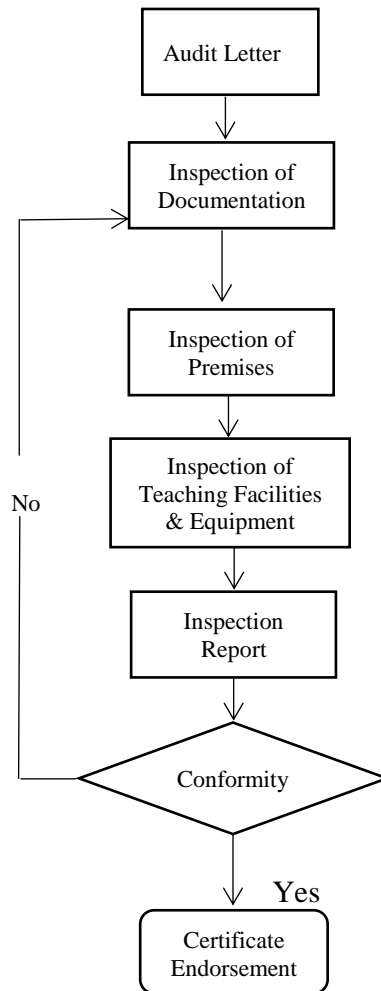 Audit Letter
Inspection of
Documentation
Inspection of
Premises
Inspection of
Teaching Facilities
& Equipment
No
Inspection
Report
Conformity
Yes
Certificate
Endorsement